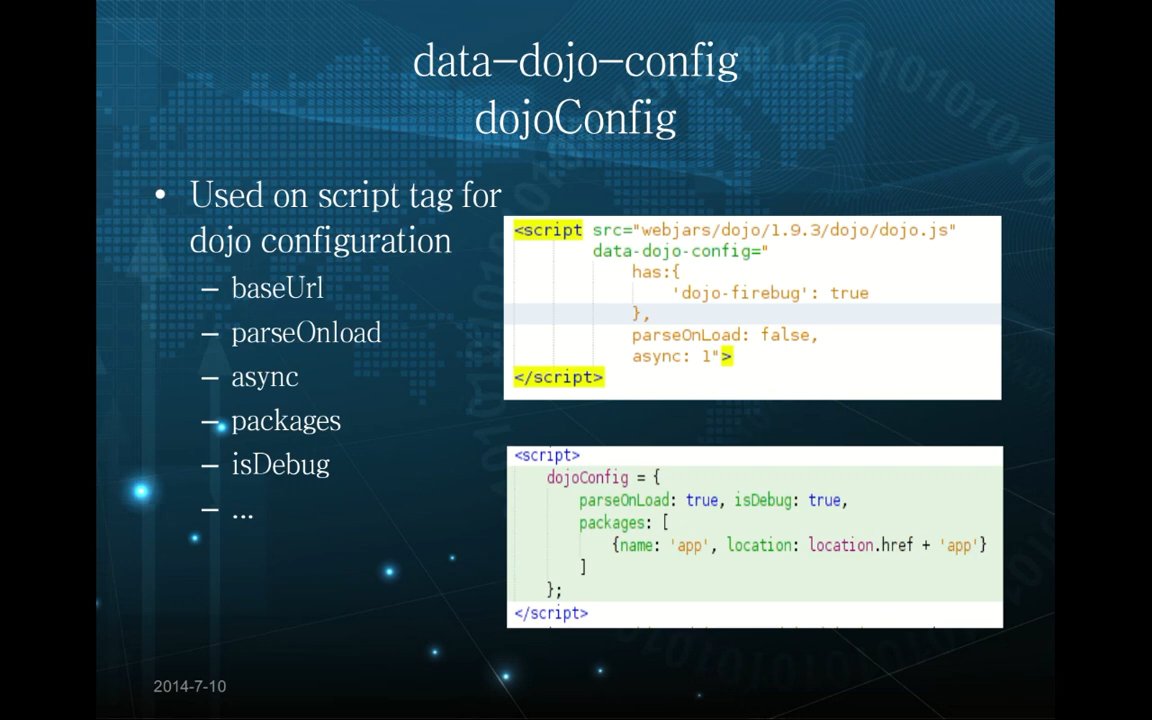 data-dojo-config
dojoConfig
• Used on script tag for
dojo configuration
– baseUrl
– parseOnload
– async
– packages
– isDebug
– ...
<script src="webjars/dojo/1.9.3/dojo/dojo.js"
data-dojo-config="
has:{
'dojo-firebug': true
},
parseOnLoad: false,
async: 1">
</script>
<script>
dojoConfig = {
parseOnLoad: true, isDebug: true,
packages: [
{name: 'app', location: location.href + 'app'}
]
};
</script>
2014-7-10